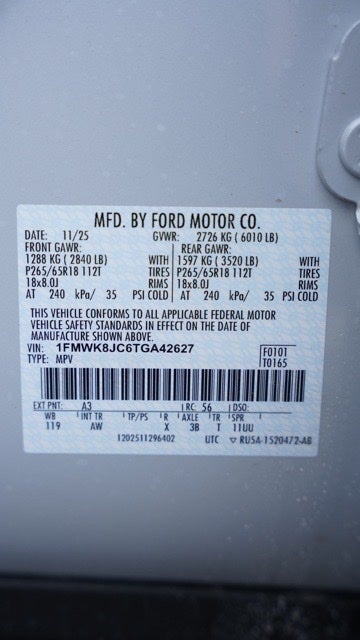 MFD. BY FORD MOTOR CO.
DATE: 11/25 GVWR: 2726 KG ( 6010 LB)
FRONT GAWR: REAR GAWR:
1288 KG ( 2840 LB) WITH 1597 KG ( 3520 LB) WITH
P265/65R18 112T TIRES P265/65R18 112T TIRES
18x8.0J RIMS 18x8.0J RIMS
AT 240 kPa/ 35 PSI COLD AT 240 kPa/ 35 PSI COLD
THIS VEHICLE CONFORMS TO ALL APPLICABLE FEDERAL MOTOR
VEHICLE SAFETY STANDARDS IN EFFECT ON THE DATE OF
MANUFACTURE SHOWN ABOVE.
VIN: 1FMWK8JC6TGA42627 F0101
TYPE: MPV T0165
EXT PNT: A3 RC: 56 DSO:
WB INT TR TP/PS R AXLE TR SPR
119 AW X 3B T 11UU
1202511296402 UTC ▽ RU5A-1520472-AB